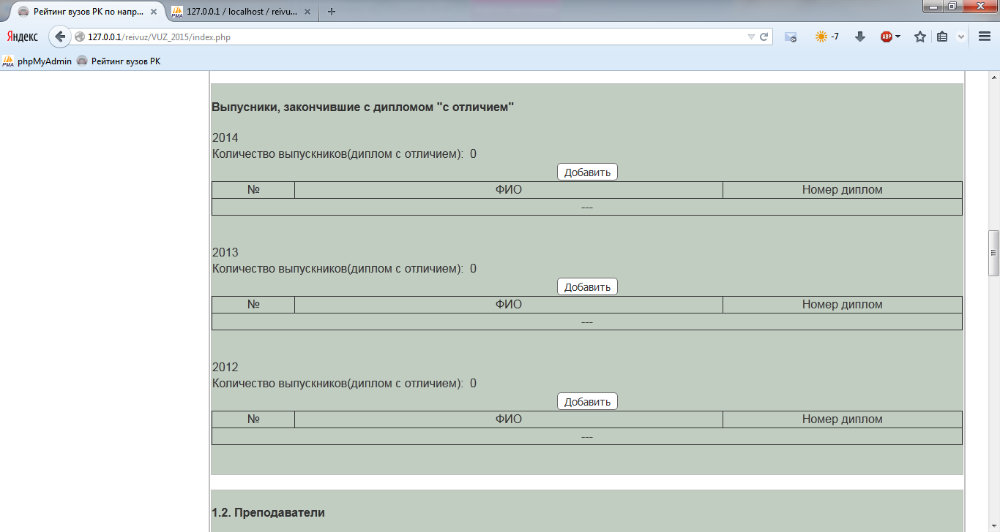 Рейтинг вузов РК по напр...
127.0.0.1 / localhost / reivu...
Яндекс
127.0.0.1/reivuz/VUZ_2015/index.php
-7
ABP
PMA phpMyAdmin Рейтинг вузов РК
Выпусники, закончившие с дипломом "с отличием"
2014
Количество выпускников(диплом с отличием): 0
Добавить
№ ФИО Номер диплом
---
2013
Количество выпускников(диплом с отличием): 0
Добавить
№ ФИО Номер диплом
---
2012
Количество выпускников(диплом с отличием): 0
Добавить
№ ФИО Номер диплом
---
1.2. Преподаватели